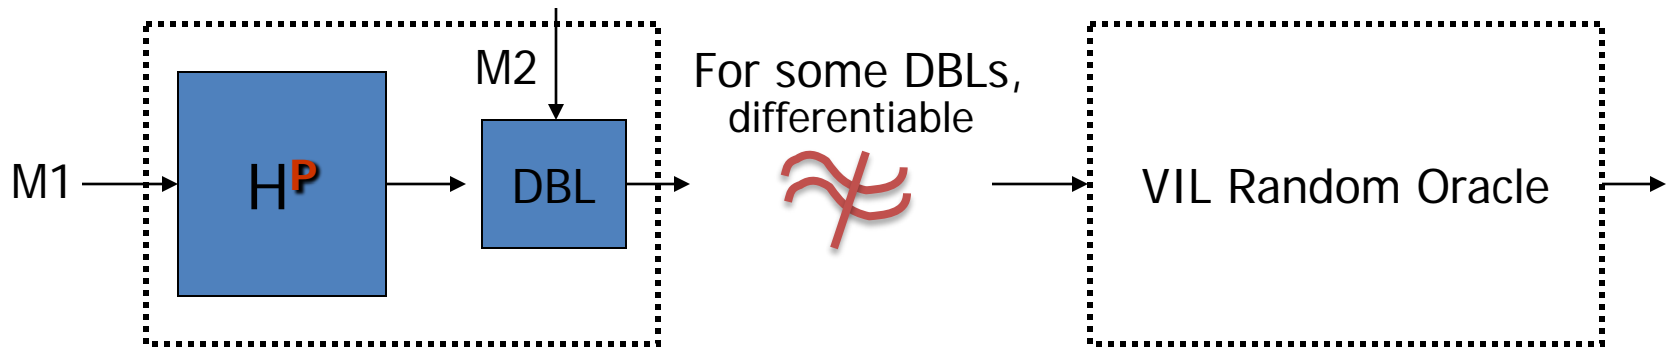 M1
H^P
M2
DBL
For some DBLs,
differentiable
VIL Random Oracle